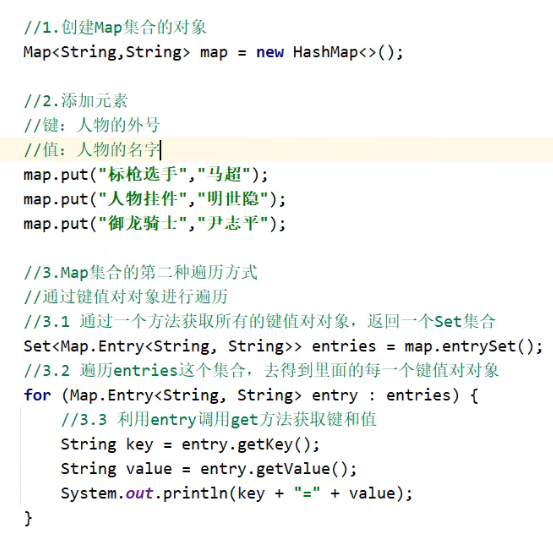 //1.创建Map集合的对象
Map<String,String> map = new HashMap<>();
//2.添加元素
//键：人物的外号
//值：人物的名字
map.put("标枪选手","马超");
map.put("人物挂件","明世隐");
map.put("御龙骑士","尹志平");
//3.Map集合的第二种遍历方式
//通过键值对对象进行遍历
//3.1 通过一个方法获取所有的键值对对象，返回一个Set集合
Set<Map.Entry<String, String>> entries = map.entrySet();
//3.2 遍历entries这个集合，去得到里面的每一个键值对对象
for (Map.Entry<String, String> entry : entries) {
//3.3 利用entry调用get方法获取键和值
String key = entry.getKey();
String value = entry.getValue();
System.out.println(key + "=" + value);
}